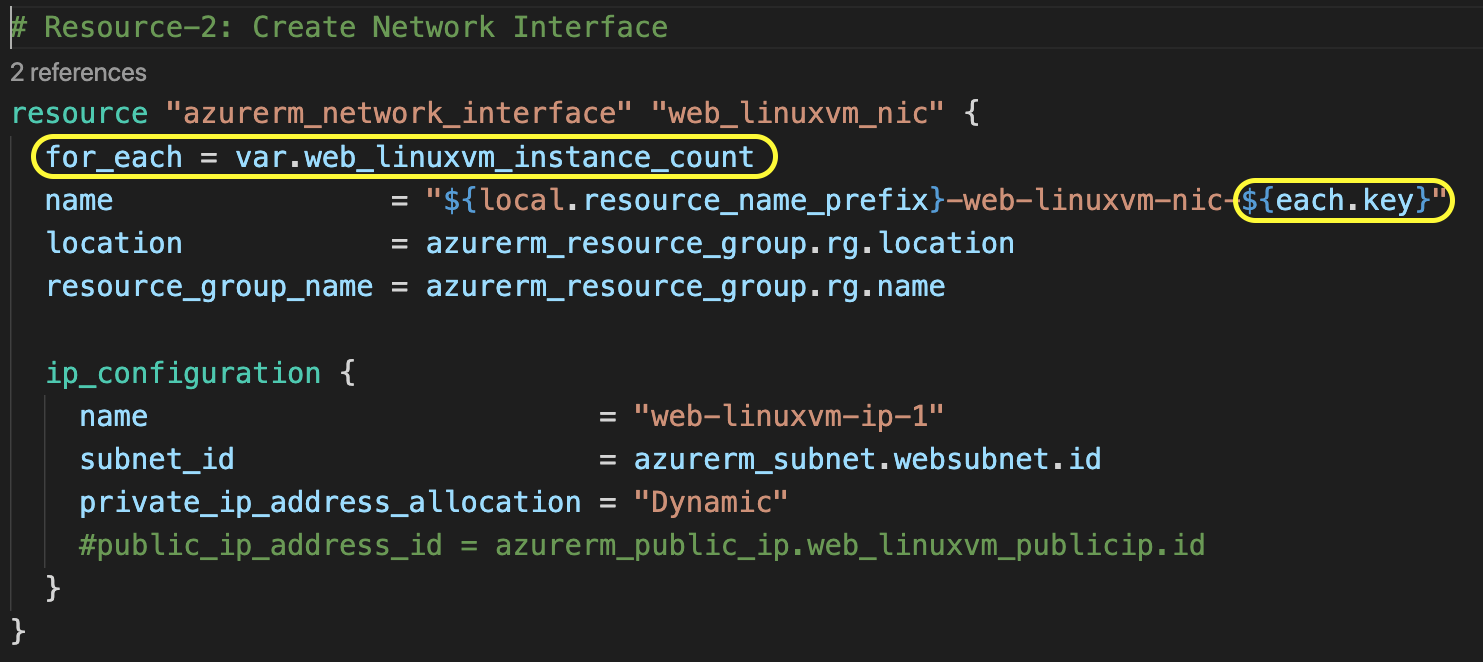 # Resource-2: Create Network Interface
2 references
resource "azurerm_network_interface" "web_linuxvm_nic" {
  for_each = var.web_linuxvm_instance_count
  name                = "${local.resource_name_prefix}-web-linuxvm-nic-${each.key}"
  location            = azurerm_resource_group.rg.location
  resource_group_name = azurerm_resource_group.rg.name
  ip_configuration {
    name                          = "web-linuxvm-ip-1"
    subnet_id                     = azurerm_subnet.websubnet.id
    private_ip_address_allocation = "Dynamic"
    #public_ip_address_id = azurerm_public_ip.web_linuxvm_publicip.id
  }
}